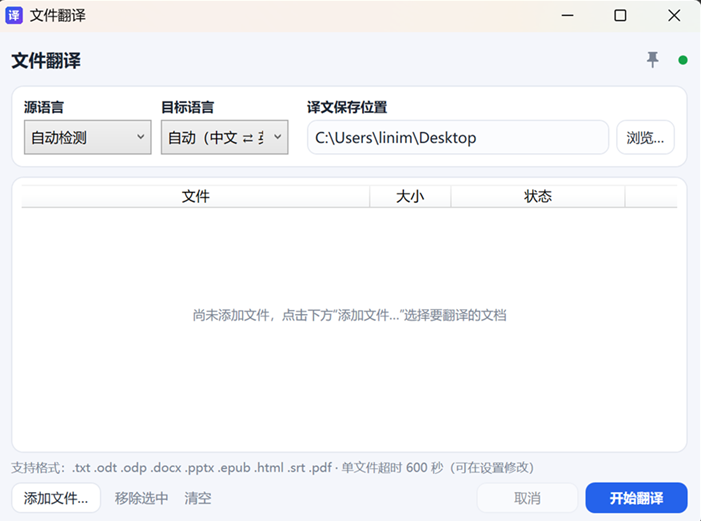 译 文件翻译
文件翻译
源语言 目标语言 译文保存位置
自动检测 自动（中文 ⇄ C:\Users\linim\Desktop 浏览...
文件 大小 状态
尚未添加文件，点击下方“添加文件...”选择要翻译的文档
支持格式：.txt .odt .odp .docx .pptx .epub .html .srt .pdf · 单文件超时 600 秒（可在设置修改）
添加文件... 移除选中 清空 取消 开始翻译